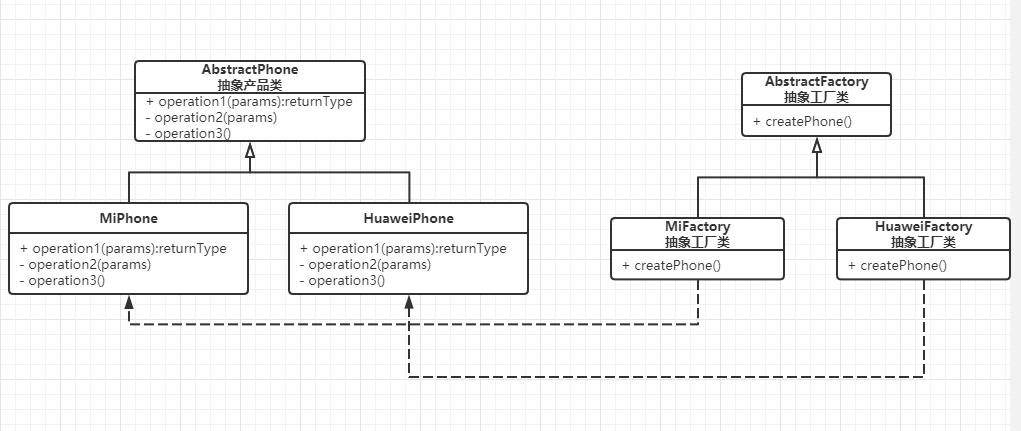 AbstractPhone
抽象产品类
+ operation1(params):returnType
- operation2(params)
- operation3()
AbstractFactory
抽象工厂类
+ createPhone()
MiPhone
+ operation1(params):returnType
- operation2(params)
- operation3()
HuaweiPhone
+ operation1(params):returnType
- operation2(params)
- operation3()
MiFactory
抽象工厂类
+ createPhone()
HuaweiFactory
抽象工厂类
+ createPhone()